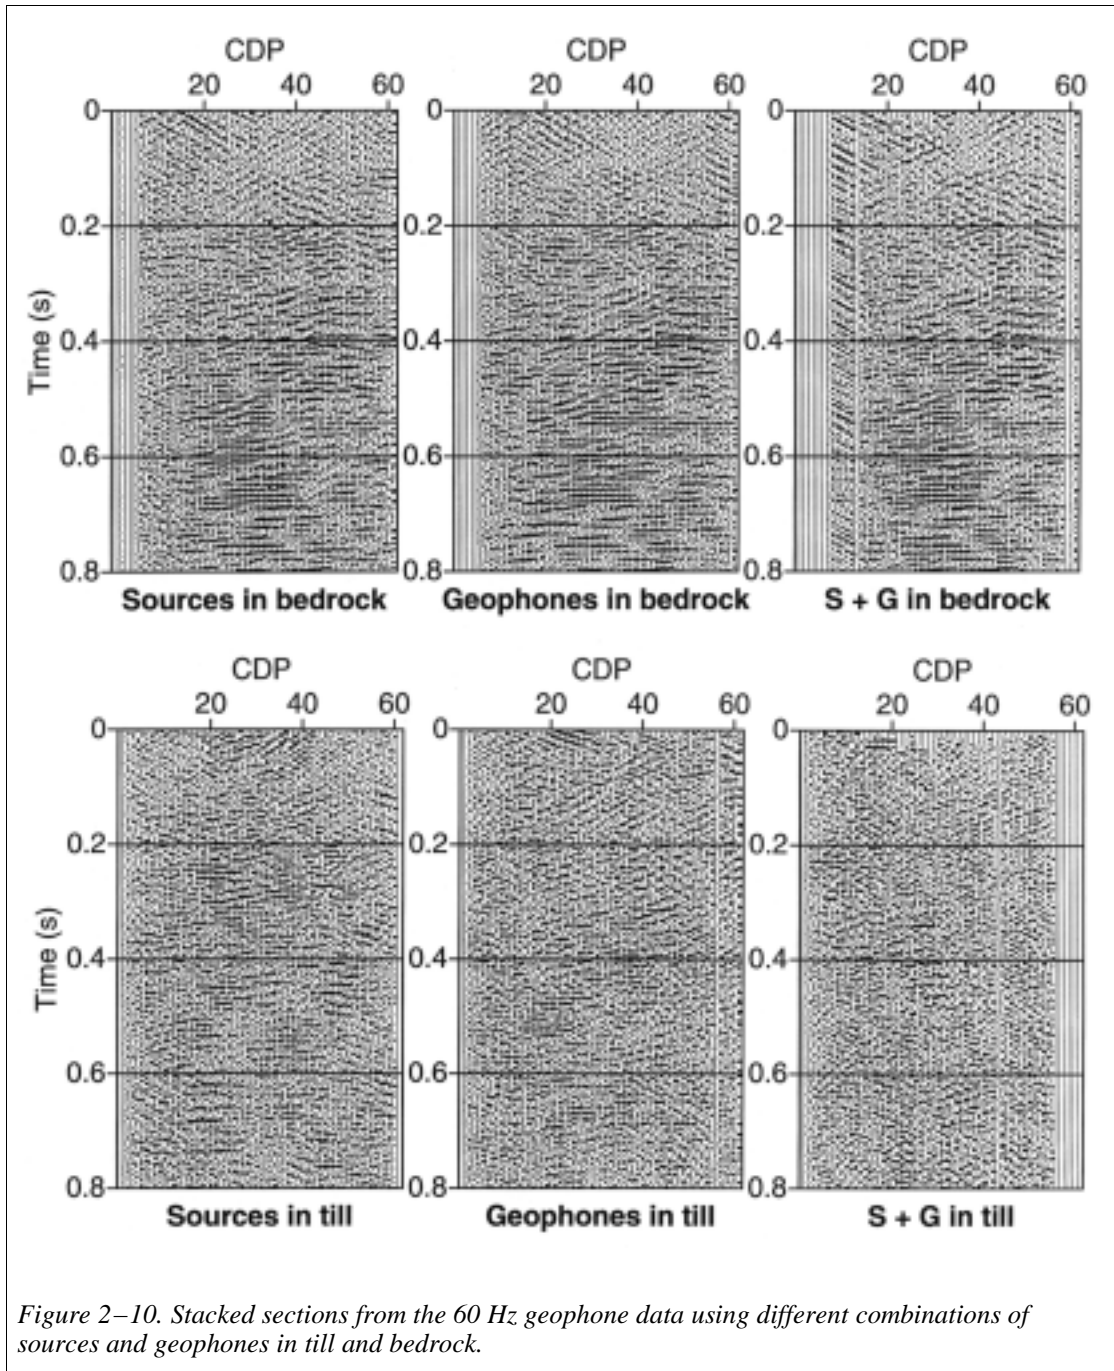 CDP CDP CDP
20 40 60 20 40 60 20 40 60
0 0 0
0.2 0.2 0.2
Time (s)
0.4 0.4 0.4
0.6 0.6 0.6
0.8 0.8 0.8
Sources in bedrock Geophones in bedrock S + G in bedrock
CDP CDP CDP
20 40 60 20 40 60 20 40 60
0 0 0
0.2 0.2 0.2
Time (s)
0.4 0.4 0.4
0.6 0.6 0.6
0.8 0.8 0.8
Sources in till Geophones in till S + G in till
Figure 2–10. Stacked sections from the 60 Hz geophone data using different combinations of
sources and geophones in till and bedrock.